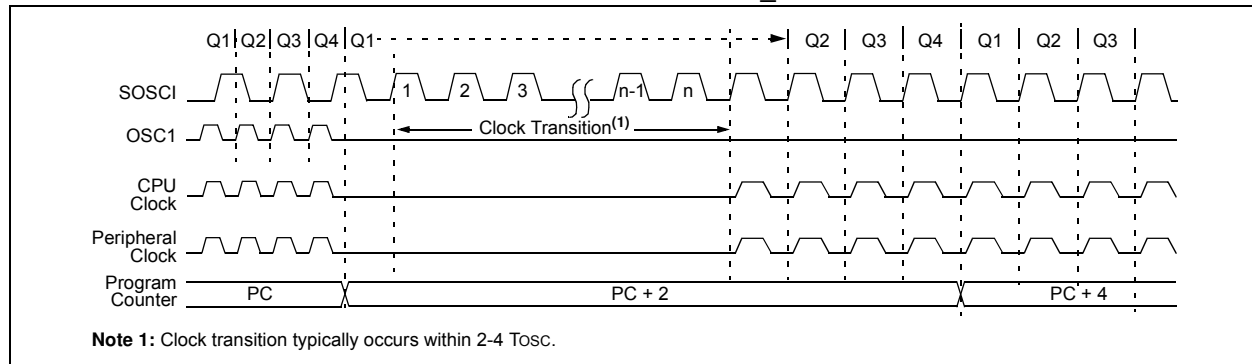 Q1 Q2 Q3 Q4 Q1 Q2 Q3 Q4 Q1 Q2 Q3
SOSCI 1 2 3 n-1 n
Clock Transition(1)
OSC1
CPU
Clock
Peripheral
Clock
Program
Counter PC PC + 2 PC + 4
Note 1: Clock transition typically occurs within 2-4 TOSC.